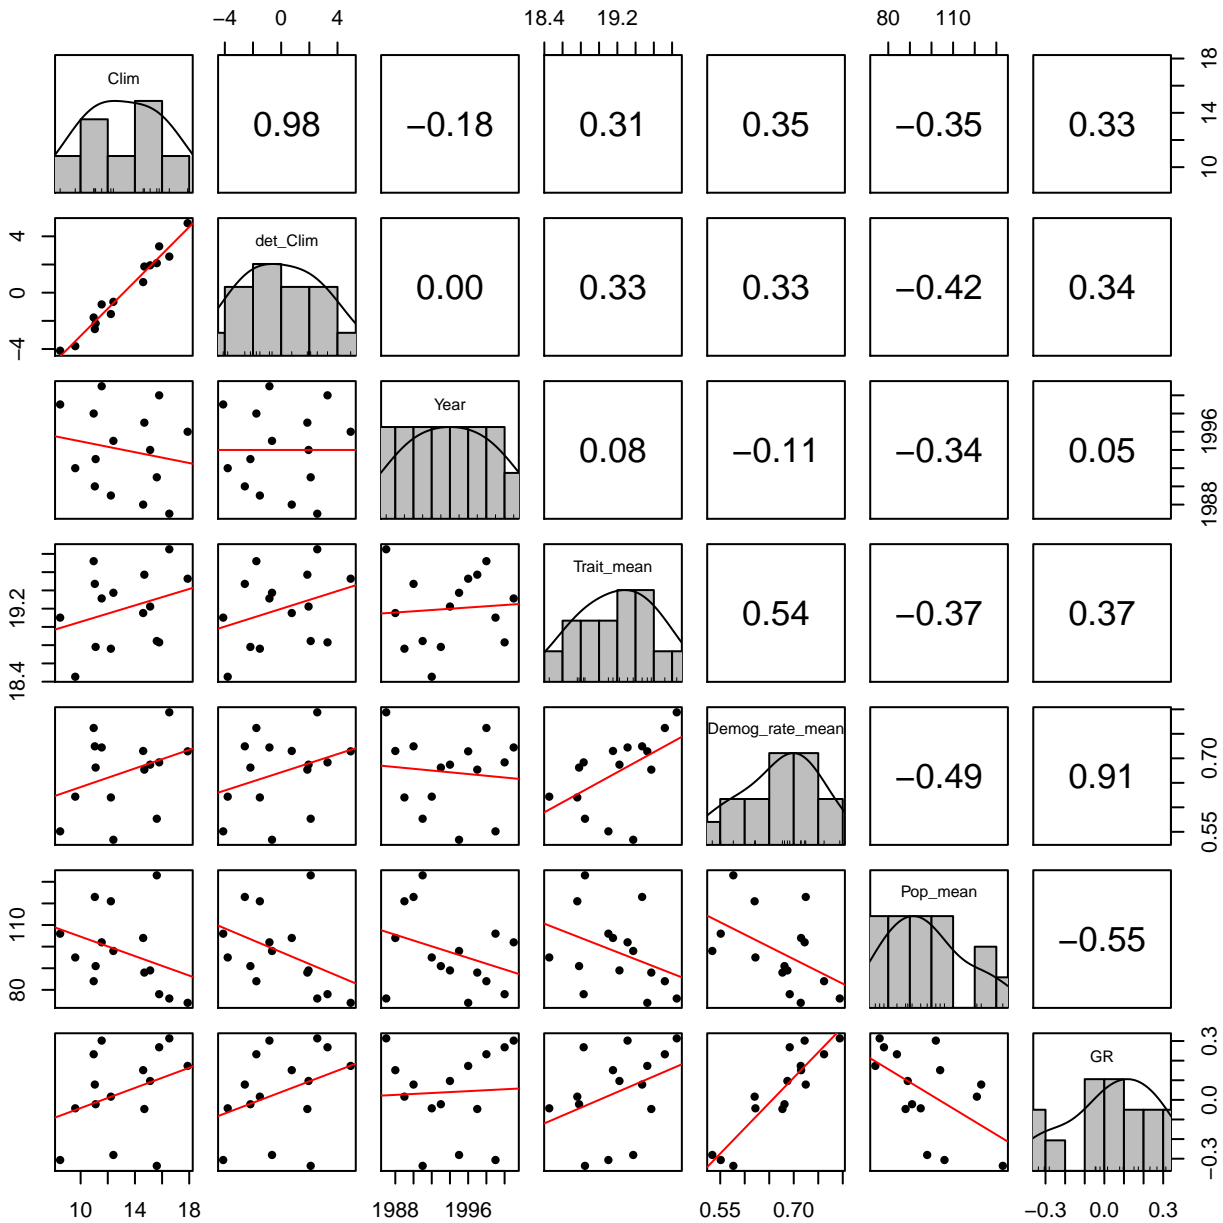 −4 0 4 18.4 19.2 80 110
Clim
0.98 −0.18 0.31 0.35 −0.35 0.33
10 14 18
−4 0 4
det_Clim
0.00 0.33 0.33 −0.42 0.34
Year
0.08 −0.11 −0.34 0.05
1988 1996
18.4 19.2
Trait_mean
0.54 −0.37 0.37
Demog_rate_mean
−0.49 0.91
0.55 0.70
80 110
Pop_mean
−0.55
GR
−0.3 0.0 0.3
10 14 18 1988 1996 0.55 0.70 −0.3 0.0 0.3